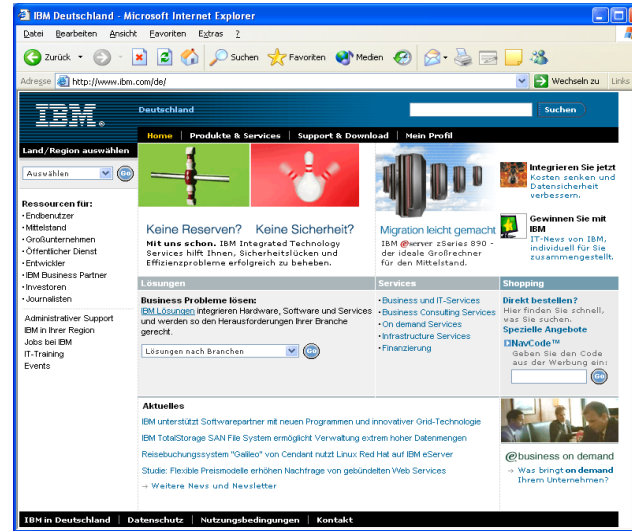 IBM Deutschland - Microsoft Internet Explorer
Datei Bearbeiten Ansicht Favoriten Extras ?
Zurück Suchen Favoriten Medien
Adresse http://www.ibm.com/de/ Wechseln zu Links
IBM®
Deutschland
Suchen
Home | Produkte & Services | Support & Download | Mein Profil
Land/Region auswählen
Auswählen Go
Ressourcen für:
· Endbenutzer
· Mittelstand
· Großunternehmen
· Öffentlicher Dienst
· Entwickler
· IBM Business Partner
· Investoren
· Journalisten
Administrativer Support
IBM in Ihrer Region
Jobs bei IBM
IT-Training
Events
Keine Reserven? Keine Sicherheit?
Mit uns schon. IBM Integrated Technology
Services hilft Ihnen, Sicherheitslücken und
Effizienzprobleme erfolgreich zu beheben.
Migration leicht gemacht
IBM eserver zSeries 890 -
der ideale Großrechner
für den Mittelstand.
Integrieren Sie jetzt
Kosten senken und
Datensicherheit
verbessern.
Gewinnen Sie mit
IBM
IT-News von IBM,
individuell für Sie
zusammengestellt.
Lösungen
Business Probleme lösen:
IBM Lösungen integrieren Hardware, Software und Services
und werden so den Herausforderungen Ihrer Branche
gerecht.
Lösungen nach Branchen Go
Services
· Business und IT-Services
· Business Consulting Services
· On demand Services
· Infrastructure Services
· Finanzierung
Shopping
Direkt bestellen?
Hier finden Sie schnell,
was Sie suchen.
Spezielle Angebote
NavCode™
Geben Sie den Code
aus der Werbung ein:
Go
Aktuelles
IBM unterstützt Softwarepartner mit neuen Programmen und innovativer Grid-Technologie
IBM TotalStorage SAN File System ermöglicht Verwaltung extrem hoher Datenmengen
Reisebuchungssystem "Galileo" von Cendant nutzt Linux Red Hat auf IBM eServer
Studie: Flexible Preismodelle erhöhen Nachfrage von gebündelten Web Services
→ Weitere News und Newsletter
e business on demand
→ Was bringt on demand
Ihrem Unternehmen?
IBM in Deutschland | Datenschutz | Nutzungsbedingungen | Kontakt